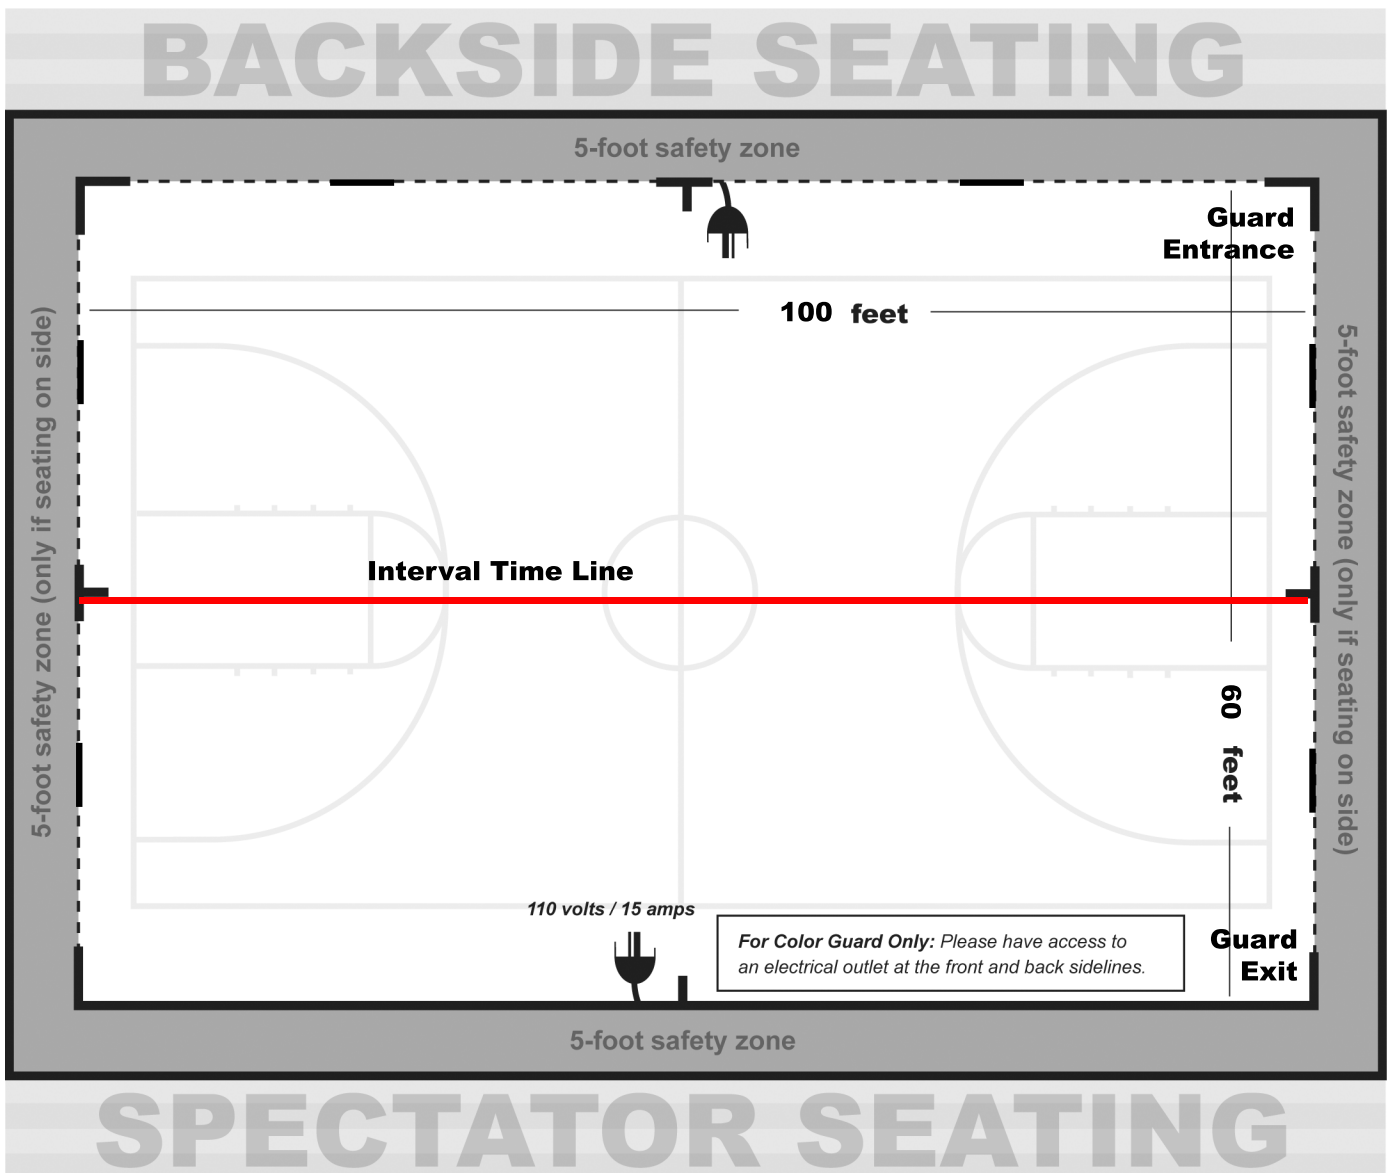 BACKSIDE SEATING
5-foot safety zone
Guard
Entrance
100 feet
5-foot safety zone (only if seating on side)
5-foot safety zone (only if seating on side)
Interval Time Line
60 feet
110 volts / 15 amps
For Color Guard Only: Please have access to
an electrical outlet at the front and back sidelines.
Guard
Exit
5-foot safety zone
SPECTATOR SEATING